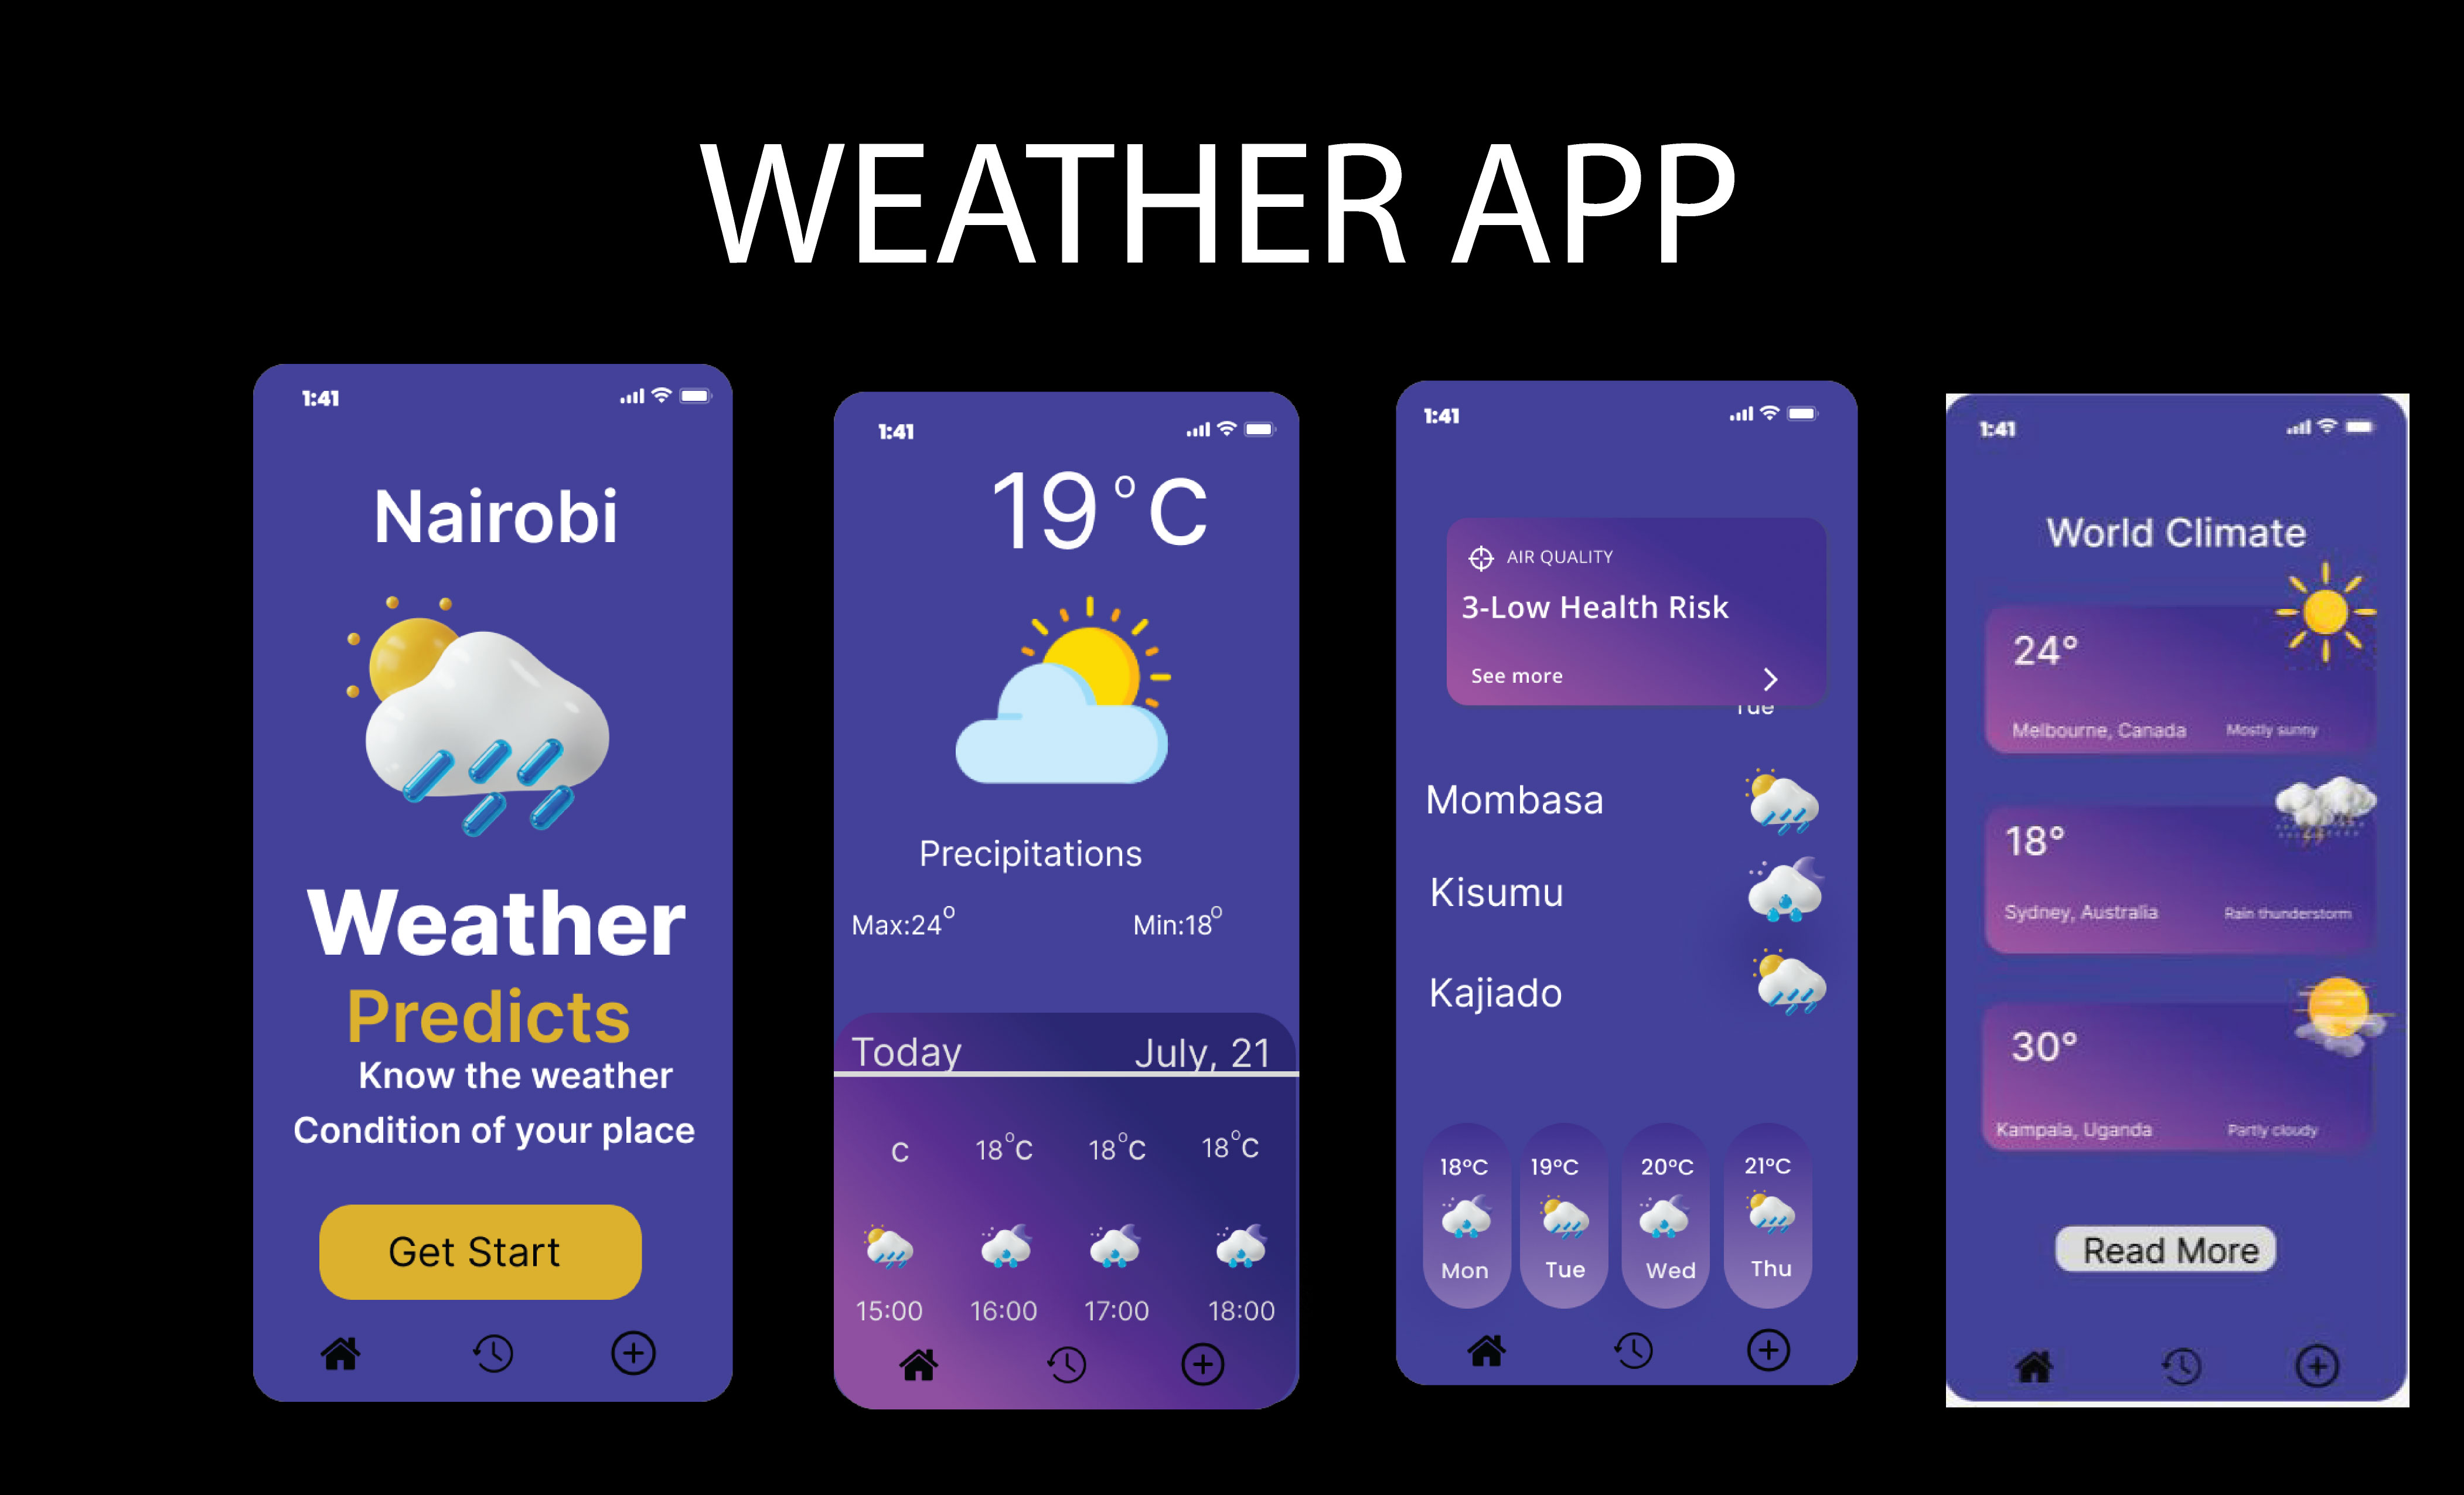 WEATHER APP
1:41
Nairobi
Weather
Predicts
Know the weather
Condition of your place
Get Start
1:41
19°C
Precipitations
Max:24°
Min:18°
Today
July, 21
C
18°C
18°C
18°C
15:00
16:00
17:00
18:00
1:41
AIR QUALITY
3-Low Health Risk
See more
Tue
Mombasa
Kisumu
Kajiado
18°C
19°C
20°C
21°C
Mon
Tue
Wed
Thu
1:41
World Climate
24°
Melbourne, Canada
Mostly sunny
18°
Sydney, Australia
Rain thunderstorm
30°
Kampala, Uganda
Partly cloudy
Read More